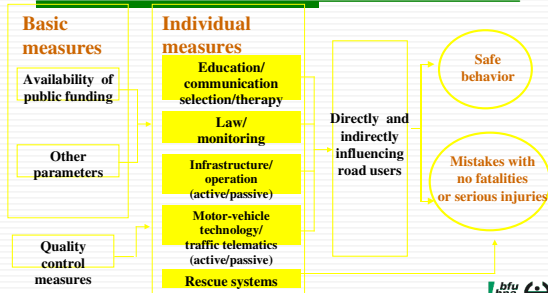 Basic
measures
Availability of
public funding
Other
parameters
Quality
control
measures
Individual
measures
Education/
communication
selection/therapy
Law/
monitoring
Infrastructure/
operation
(active/passive)
Motor-vehicle
technology/
traffic telematics
(active/passive)
Rescue systems
Directly and
indirectly
influencing
road users
Safe
behavior
Mistakes with
no fatalities
or serious injuries
bfu